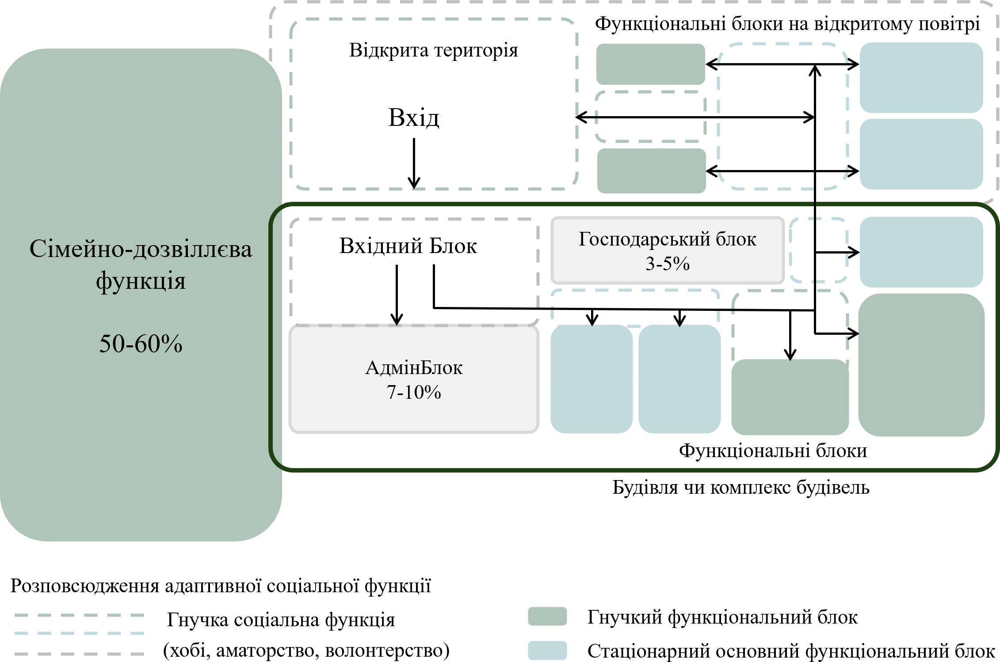 Функціональні блоки на відкритому повітрі
Відкрита територія
Вхід
Сімейно-дозвіллєва
функція
50-60%
Вхідний Блок
Господарський блок
3-5%
АдмінБлок
7-10%
Функціональні блоки
Будівля чи комплекс будівель
Розповсюдження адаптивної соціальної функції
Гнучка соціальна функція
(хобі, аматорство, волонтерство)
Гнучкий функціональний блок
Стаціонарний основний функціональний блок